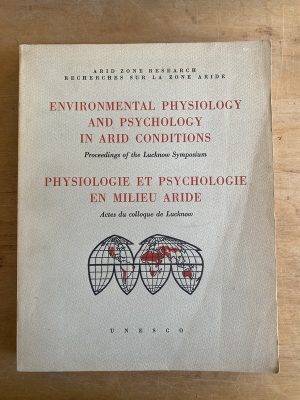 ARID ZONE RESEARCH
RECHERCHES SUR LA ZONE ARIDE
ENVIRONMENTAL PHYSIOLOGY
AND PSYCHOLOGY
IN ARID CONDITIONS
Proceedings of the Lucknow Symposium
PHYSIOLOGIE ET PSYCHOLOGIE
EN MILIEU ARIDE
Actes du colloque de Lucknow
UNESCO